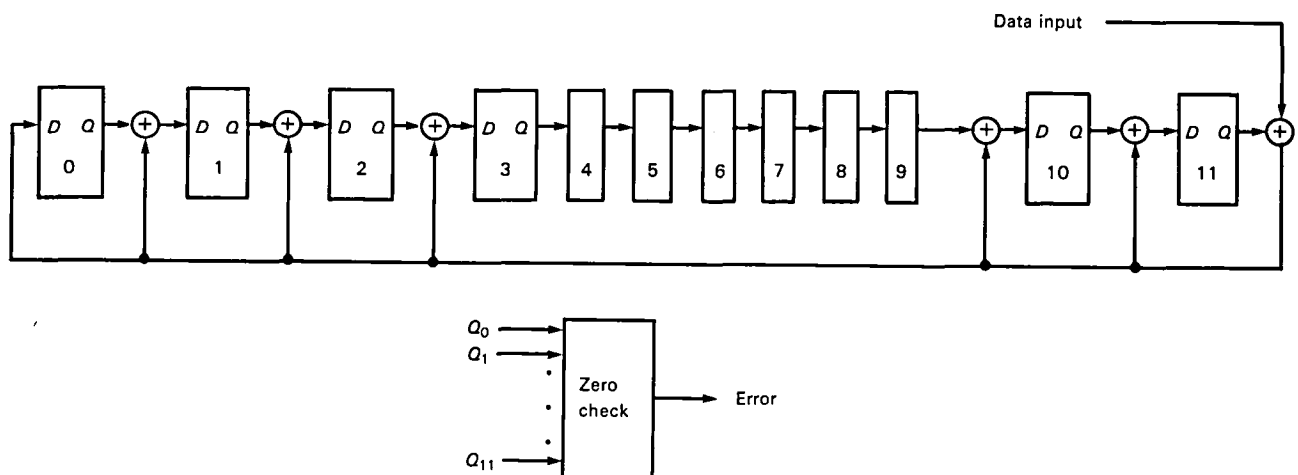 Data input
D Q
0
+
D Q
1
+
D Q
2
+
D Q
3
4
5
6
7
8
9
+
D Q
10
+
D Q
11
+
Q0
Q1
Q11
Zero
check
Error